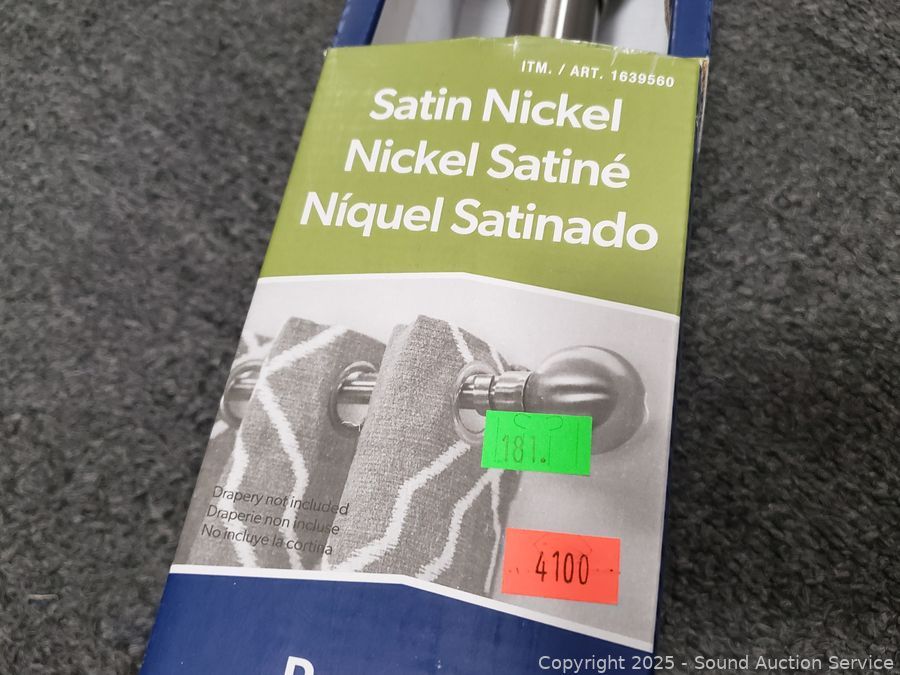 ITM. / ART. 1639560
Satin Nickel
Nickel Satiné
Níquel Satinado
181.
Drapery not included
Draperie non incluse
No incluye la cortina
4100
Copyright © 2025 - Sound Auction Service